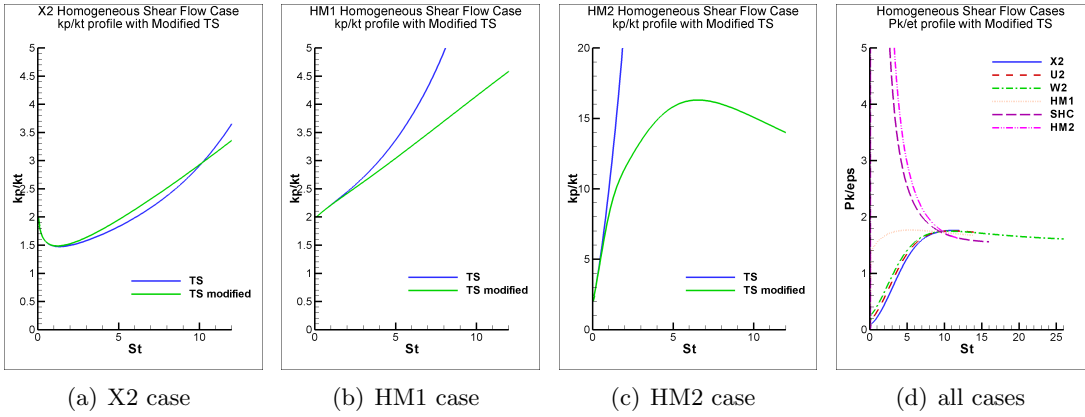 X2 Homogeneous Shear Flow Case
kp/kt profile with Modified TS
5
4.5
4
3.5
3
2.5
2
1.5
1
0.5
0
kp/kt
TS
TS modified
0
5
10
St
(a) X2 case
HM1 Homogeneous Shear Flow Case
kp/kt profile with Modified TS
5
4.5
4
3.5
3
2.5
2
1.5
1
0.5
0
kp/kt
TS
TS modified
0
5
10
St
(b) HM1 case
HM2 Homogeneous Shear Flow Case
kp/kt profile with Modified TS
20
15
10
5
0
kp/kt
TS
TS modified
0
5
10
St
(c) HM2 case
Homogeneous Shear Flow Cases
Pk/et profile with Modified TS
5
4
3
2
1
0
Pk/eps
X2
U2
W2
HM1
SHC
HM2
0
5
10
15
20
25
St
(d) all cases